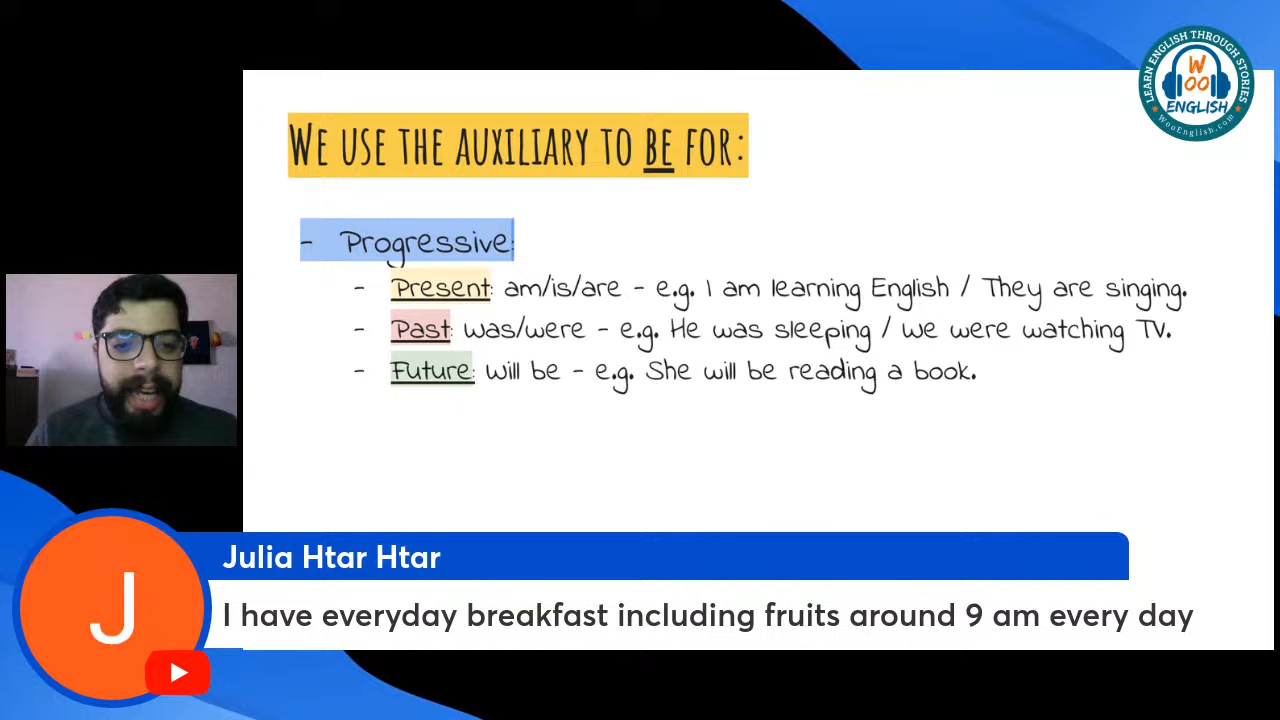 LEARN ENGLISH THROUGH STORIES
W
OO
ENGLISH
WooEnglish.com
WE USE THE AUXILIARY TO BE FOR:
- Progressive:
- Present: am/is/are - e.g. I am learning English / They are singing.
- Past: was/were - e.g. He was sleeping / we were watching TV.
- Future: will be - e.g. She will be reading a book.
J
Julia Htar Htar
I have everyday breakfast including fruits around 9 am every day